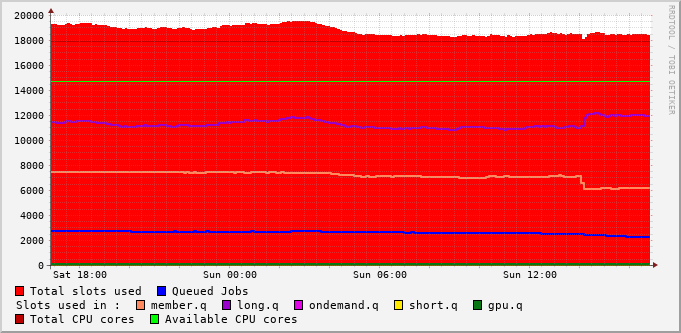 RRDTOOL / TOBI OETIKER
20000
18000
16000
14000
12000
10000
8000
6000
4000
2000
0
Sat 18:00 Sun 00:00 Sun 06:00 Sun 12:00
Total slots used Queued Jobs
Slots used in : member.q long.q ondemand.q short.q gpu.q
Total CPU cores Available CPU cores